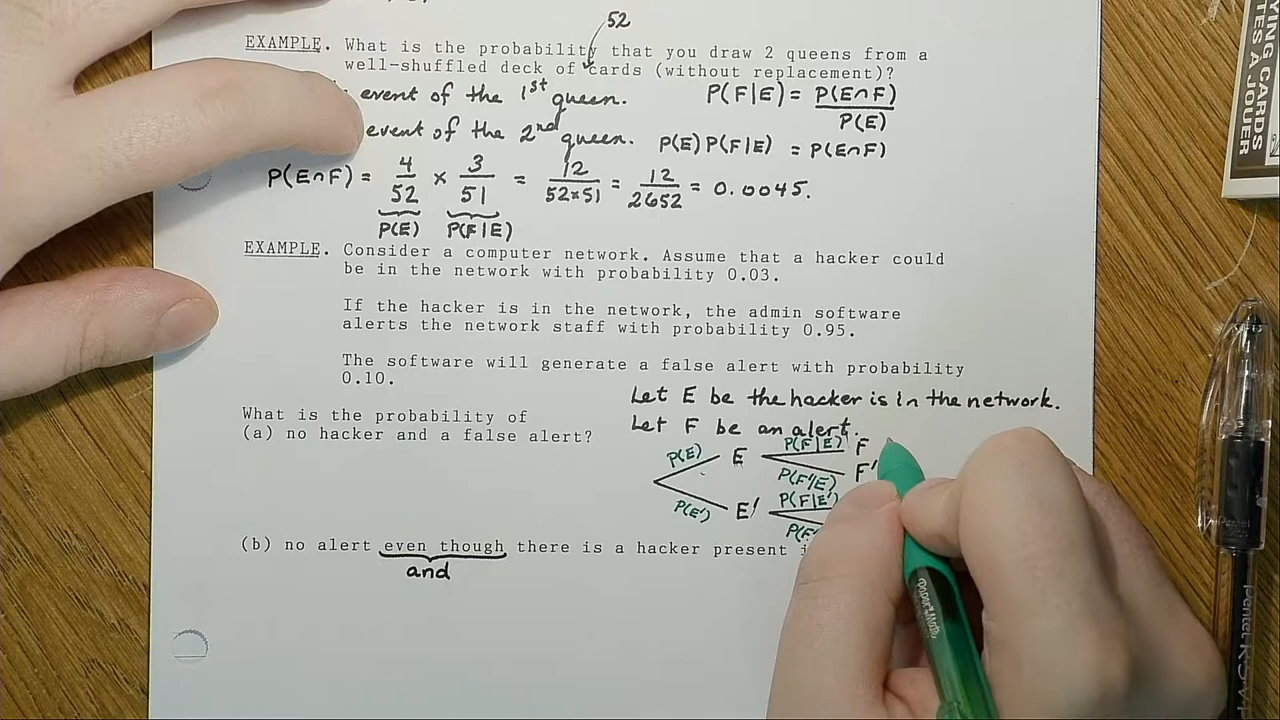 52
EXAMPLE. What is the probability that you draw 2 queens from a
well-shuffled deck of cards (without replacement)?
event of the 1st queen. P(F|E) = P(E∩F) / P(E)
event of the 2nd queen. P(E) P(F|E) = P(E∩F)
P(E∩F) = 4/52 × 3/51 = 12/52×51 = 12/2652 = 0.0045.
P(E) P(F|E)
EXAMPLE. Consider a computer network. Assume that a hacker could
be in the network with probability 0.03.
If the hacker is in the network, the admin software
alerts the network staff with probability 0.95.
The software will generate a false alert with probability
0.10.
Let E be the hacker is in the network.
What is the probability of
Let F be an alert.
(a) no hacker and a false alert?
P(E) E P(F|E) F
P(F'|E) F'
P(E') E' P(F|E')
(b) no alert even though there is a hacker present
and
YING CARDS
TES À JOUER
PAPER MATE
Pentel
Pentel R.S.V.P.